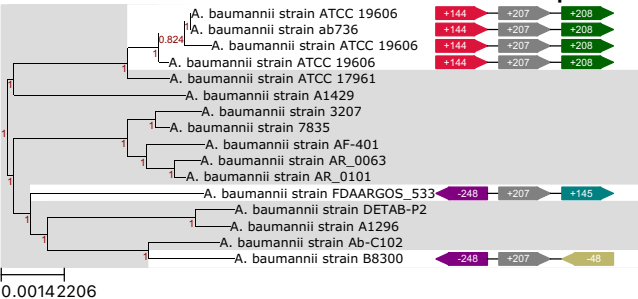 A. baumannii strain ATCC 19606 +144 +207 +208
A. baumannii strain ab736 +144 +207 +208
0.824
A. baumannii strain ATCC 19606 +144 +207 +208
A. baumannii strain ATCC 19606 +144 +207 +208
1
A. baumannii strain ATCC 17961
1
A. baumannii strain A1429
A. baumannii strain 3207
1
A. baumannii strain 7835
1
1
A. baumannii strain AF-401
1
A. baumannii strain AR_0063
1
A. baumannii strain AR_0101
1
A. baumannii strain FDAARGOS_533 -248 +207 +145
A. baumannii strain DETAB-P2
1
1
A. baumannii strain A1296
1
A. baumannii strain Ab-C102
1
A. baumannii strain B8300 -248 +207 -48
0.00142206